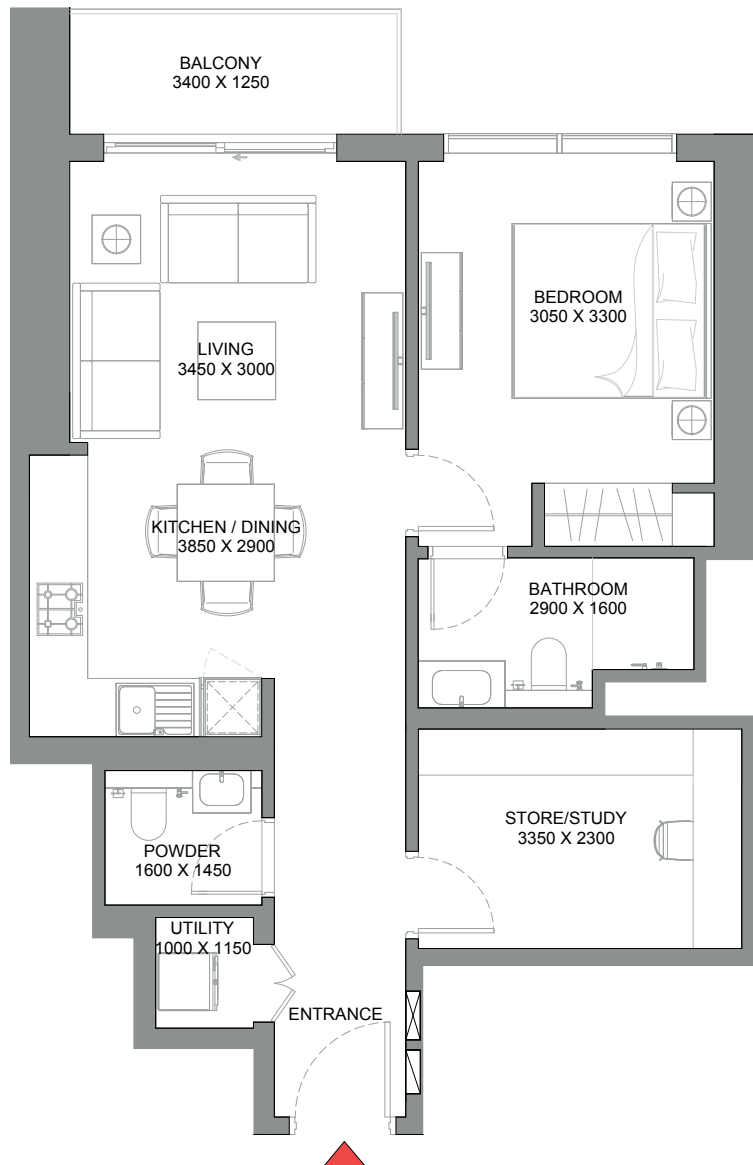 BALCONY
3400 X 1250
BEDROOM
3050 X 3300
LIVING
3450 X 3000
KITCHEN / DINING
3850 X 2900
BATHROOM
2900 X 1600
STORE/STUDY
3350 X 2300
POWDER
1600 X 1450
UTILITY
1000 X 1150
ENTRANCE